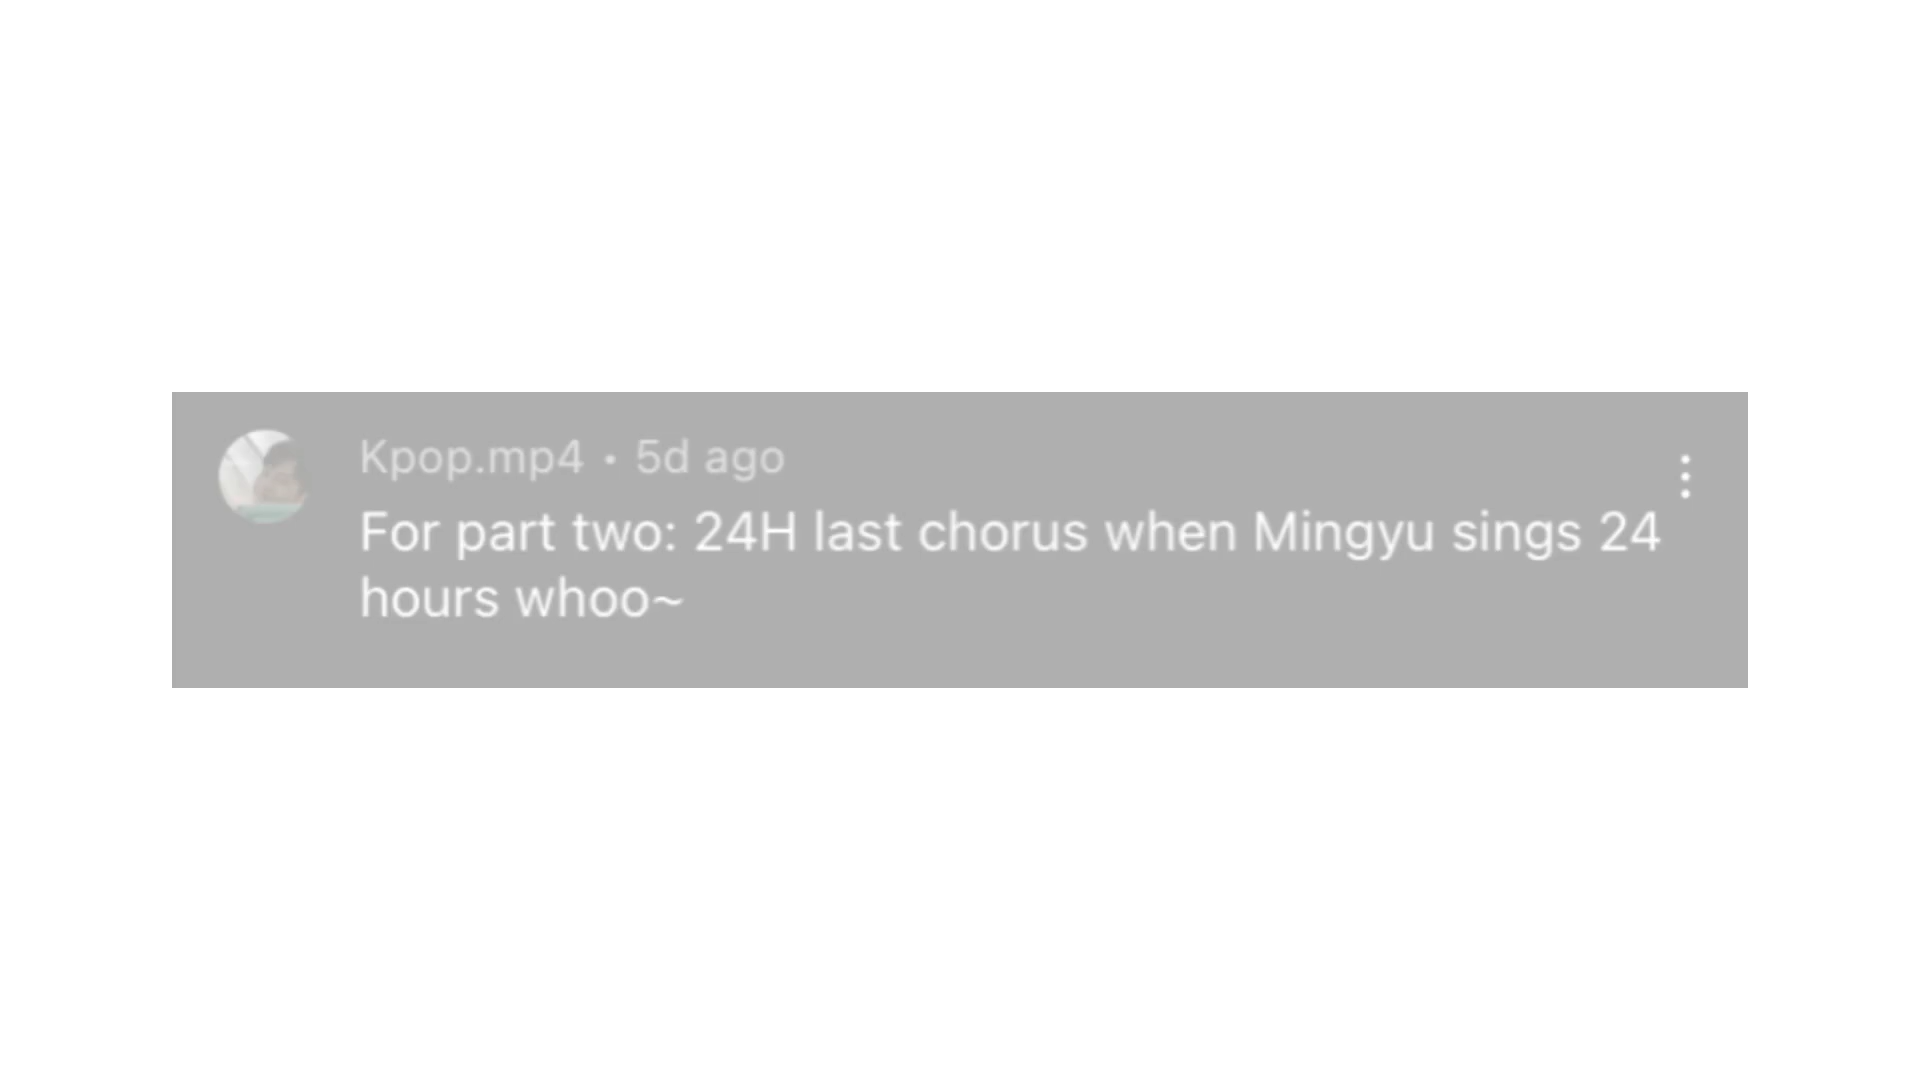 Kpop.mp4 • 5d ago
For part two: 24H last chorus when Mingyu sings 24
hours whoo~